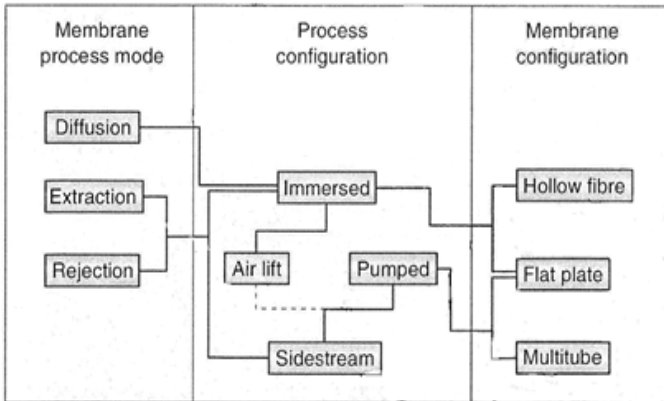 Membrane
process mode
Process
configuration
Membrane
configuration
Diffusion
Extraction
Rejection
Immersed
Air lift
Pumped
Sidestream
Hollow fibre
Flat plate
Multitube